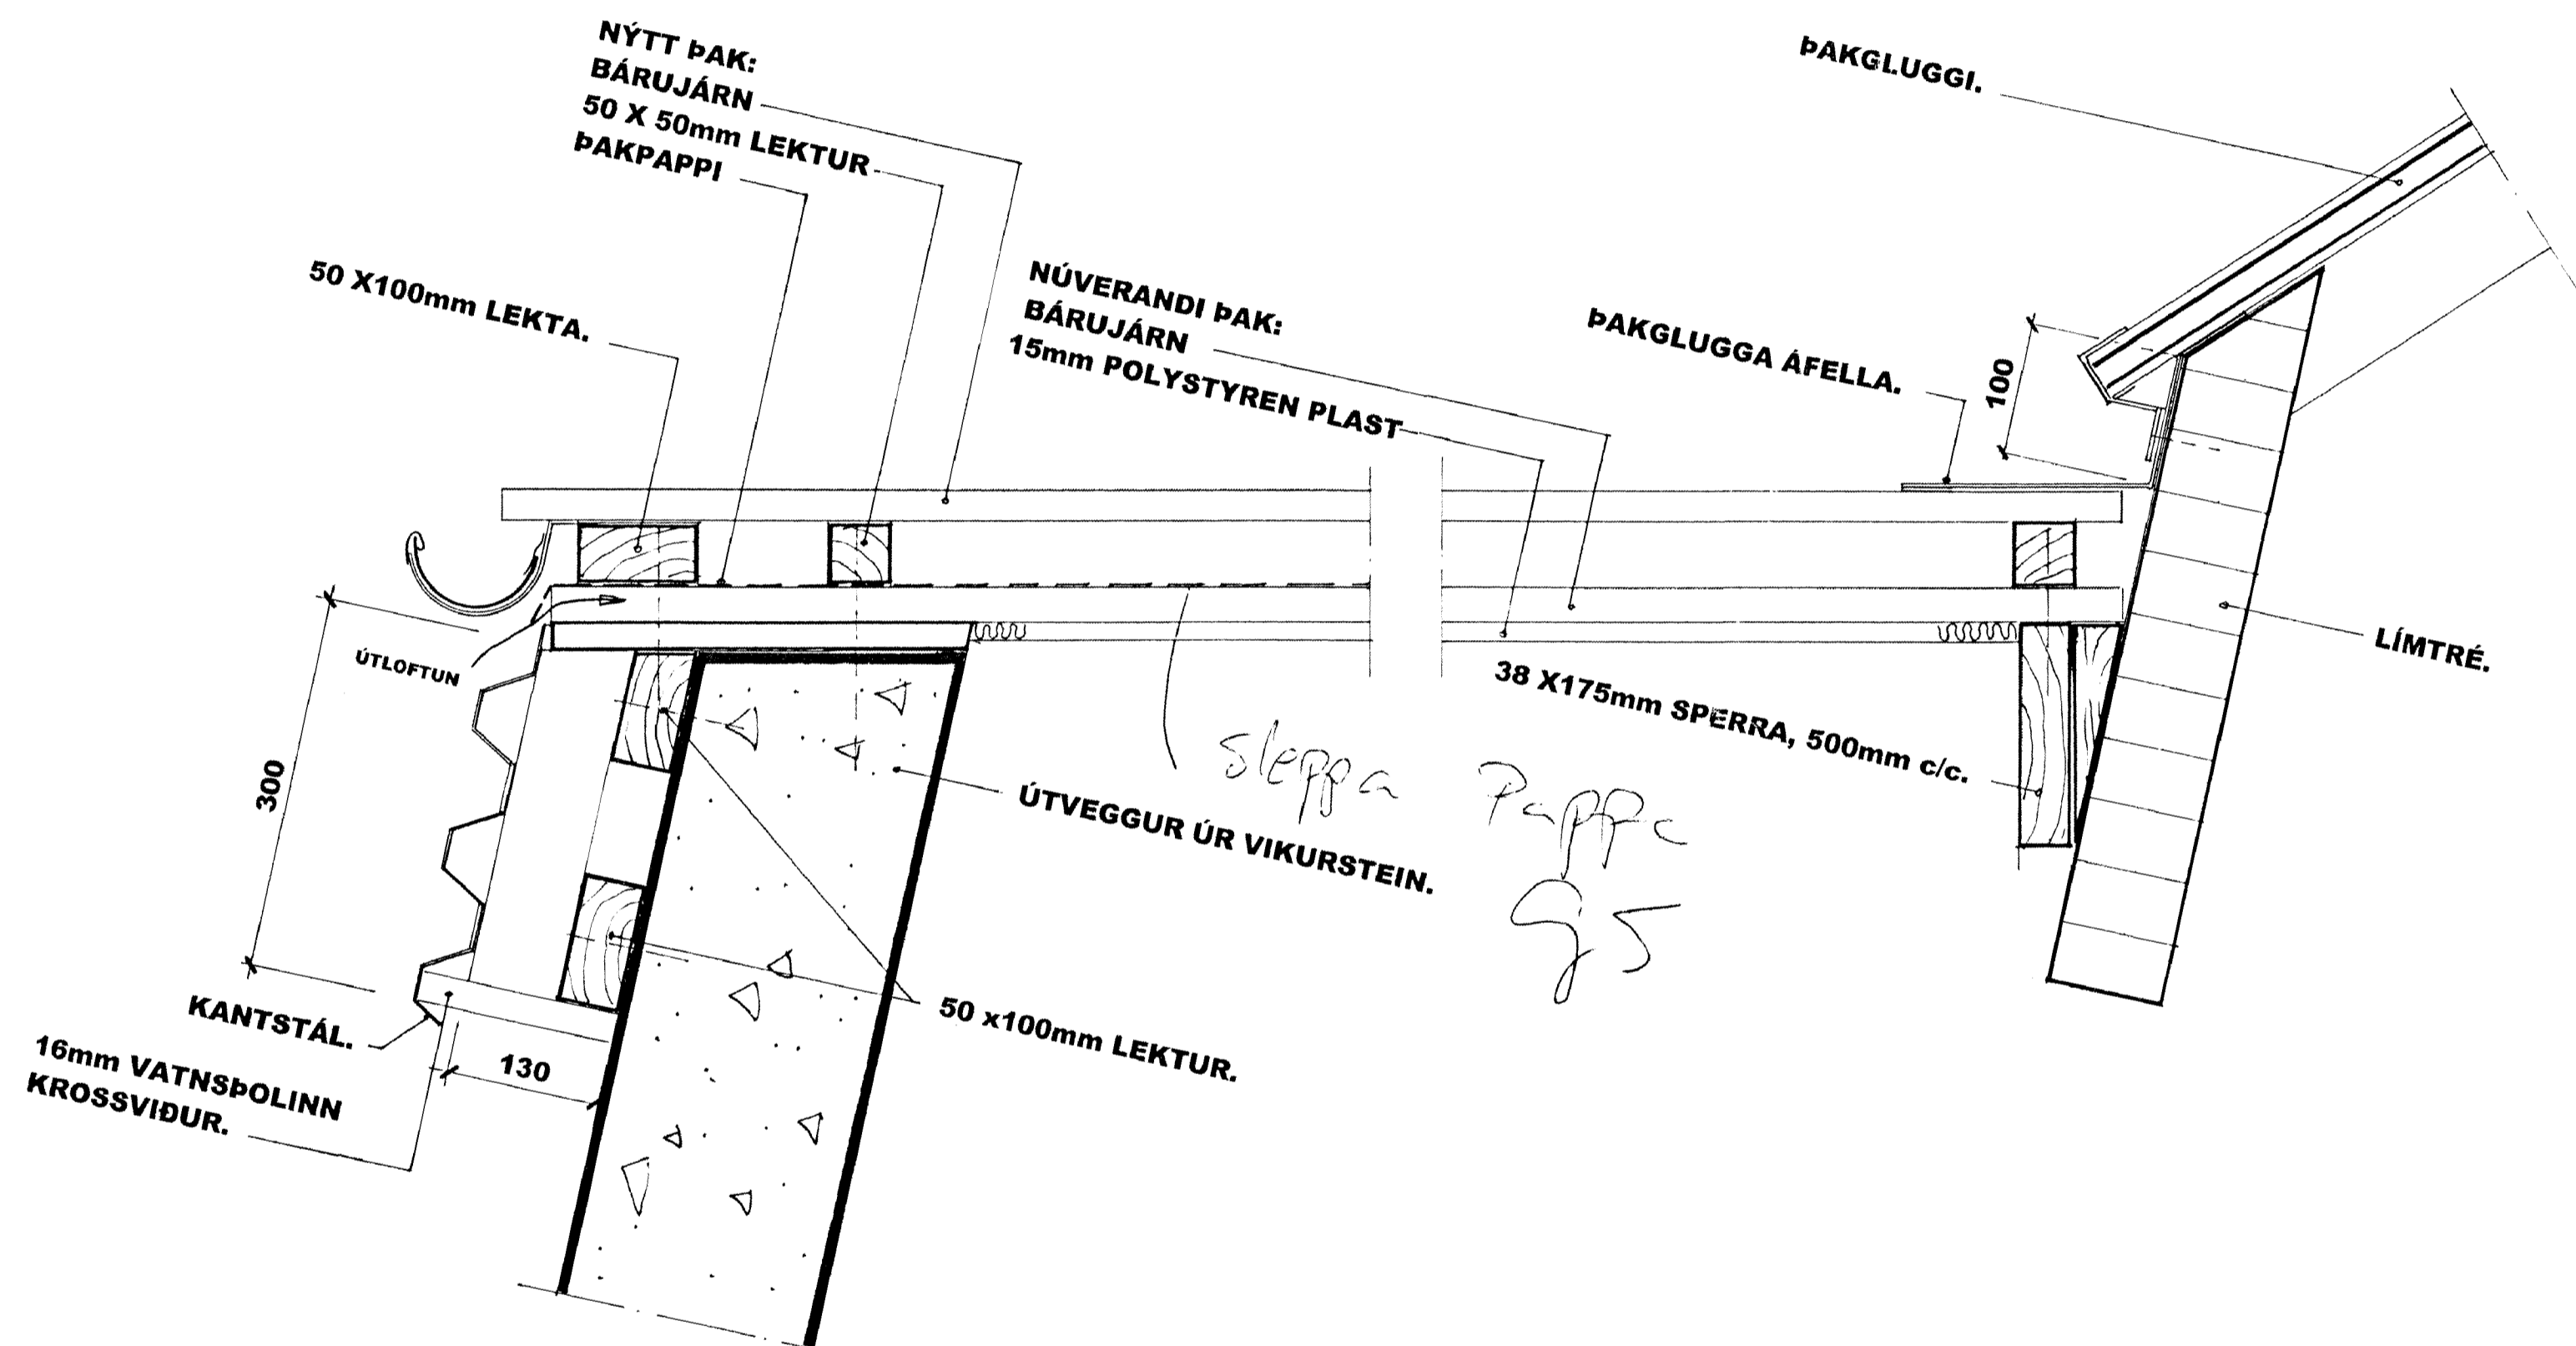 NÝTT ÞAK:
BÁRUJÁRN
50 X 50mm LEKTUR
ÞAKPAPPI
ÞAKGLUGGI.
50 X100mm LEKTA.
NÚVERANDI ÞAK:
BÁRUJÁRN
15mm POLYSTYREN PLAST
ÞAKGLUGGA ÁFELLA.
100
ÚTLOFTUN
300
38 X175mm SPERRA, 500mm c/c.
LÍMTRÉ.
sleppa Pappa
ÚTVEGGUR ÚR VIKURSTEIN.
KANTSTÁL.
50 x100mm LEKTUR.
16mm VATNSÞOLINN
KROSSVIÐUR.
130